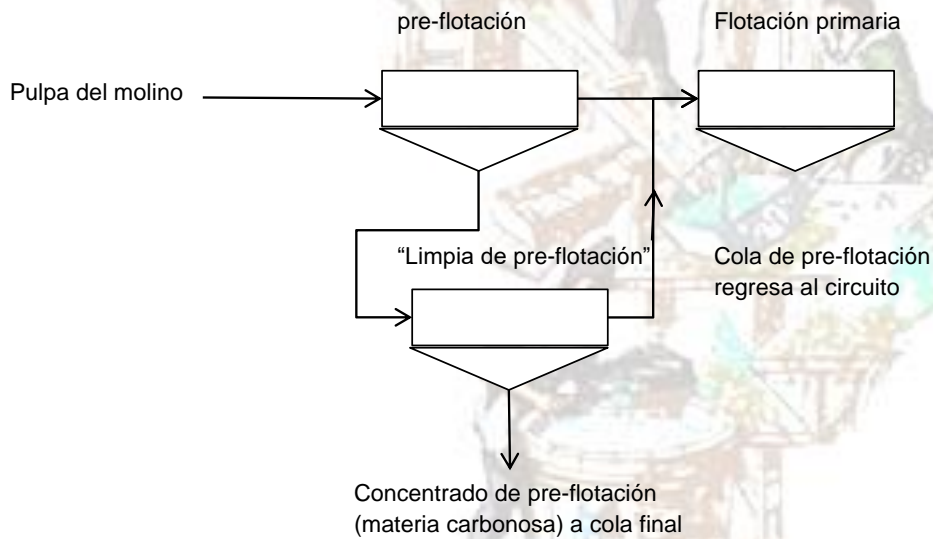 pre-flotación
Flotación primaria
Pulpa del molino
“Limpia de pre-flotación”
Cola de pre-flotación
regresa al circuito
Concentrado de pre-flotación
(materia carbonosa) a cola final